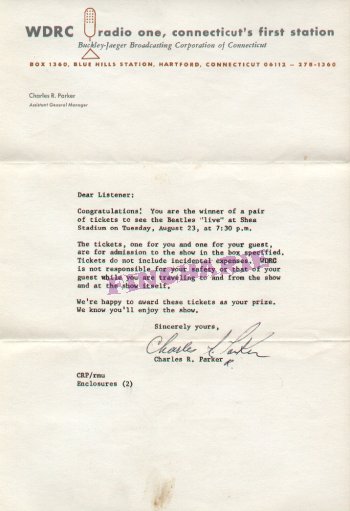 WDRC radio one, connecticut's first station
Buckley-Jaeger Broadcasting Corporation of Connecticut
BOX 1360, BLUE HILLS STATION, HARTFORD, CONNECTICUT 06112 — 278-1360
Charles R. Parker
Assistant General Manager
Dear Listener:
Congratulations! You are the winner of a pair
of tickets to see the Beatles "live" at Shea
Stadium on Tuesday, August 23, at 7:30 p.m.
The tickets, one for you and one for your guest,
are for admission to the show in the box specified.
Tickets do not include incidental expenses. WDRC
is not responsible for your safety or that of your
guest while you're traveling to and from the show
and at the show itself.
We're happy to award these tickets as your prize.
We know you'll enjoy the show.
Sincerely yours,
Charles R. Parker
Charles R. Parker
CRP/rmu
Enclosures (2)